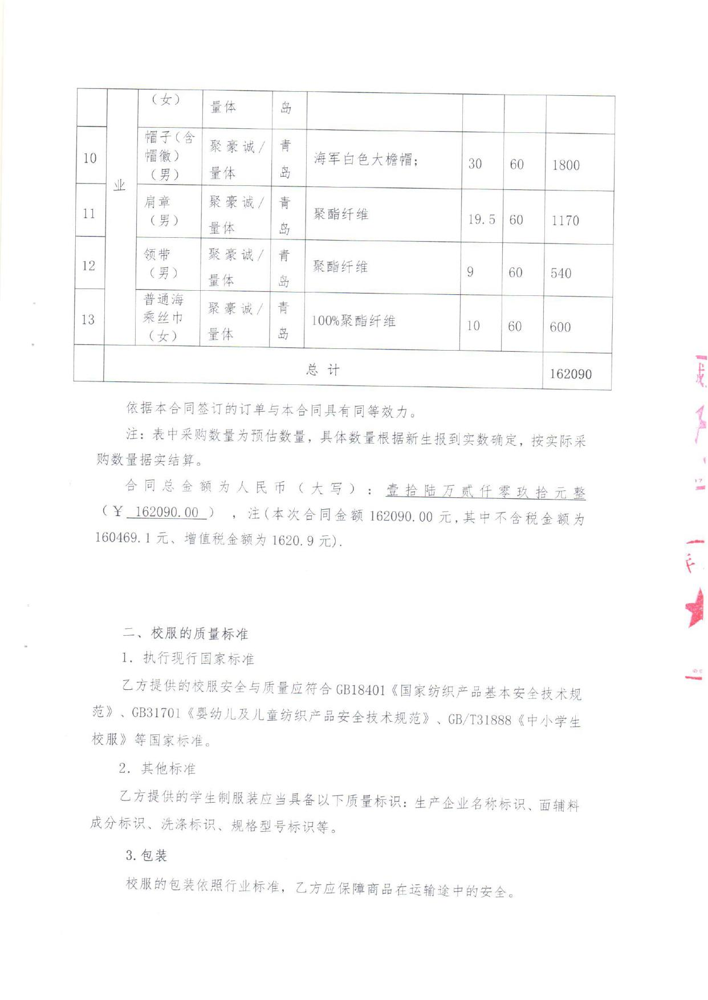 （女） 量体 岛
业
10 帽子（含帽徽）（男） 聚豪诚/量体 青岛 海军白色大檐帽； 30 60 1800
11 肩章（男） 聚豪诚/量体 青岛 聚酯纤维 19.5 60 1170
12 领带（男） 聚豪诚/量体 青岛 聚酯纤维 9 60 540
13 普通海乘丝巾（女） 聚豪诚/量体 青岛 100%聚酯纤维 10 60 600
总 计 162090
依据本合同签订的订单与本合同具有同等效力。
注：表中采购数量为预估数量，具体数量根据新生报到实数确定，按实际采
购数量据实结算。
合同总金额为人民币（大写）：壹拾陆万贰仟零玖拾元整
（￥ 162090.00 ），注(本次合同金额 162090.00 元,其中不含税金额为
160469.1 元、增值税金额为 1620.9 元).
二、校服的质量标准
1. 执行现行国家标准
乙方提供的校服安全与质量应符合 GB18401《国家纺织产品基本安全技术规
范》、GB31701《婴幼儿及儿童纺织产品安全技术规范》、GB/T31888《中小学生
校服》等国家标准。
2. 其他标准
乙方提供的学生制服装应当具备以下质量标识：生产企业名称标识、面辅料
成分标识、洗涤标识、规格型号标识等。
3.包装
校服的包装依照行业标准，乙方应保障商品在运输途中的安全。